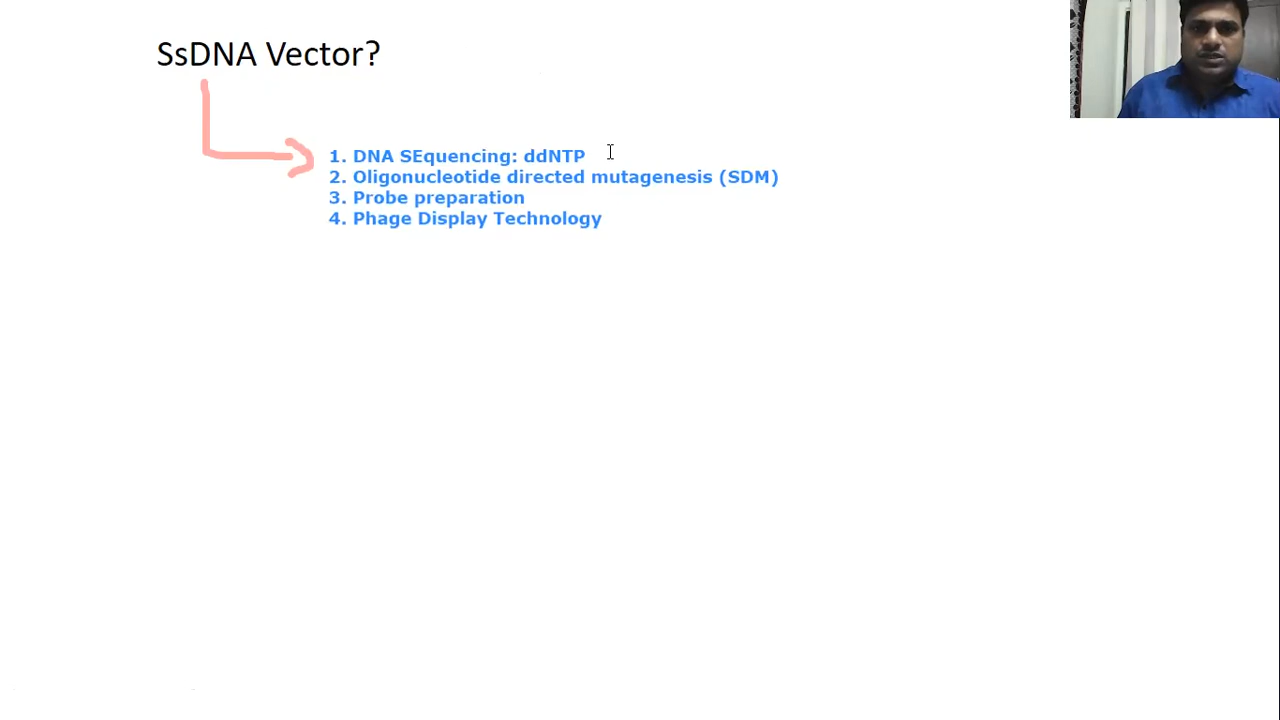 SsDNA Vector?
1. DNA SEquencing: ddNTP
2. Oligonucleotide directed mutagenesis (SDM)
3. Probe preparation
4. Phage Display Technology